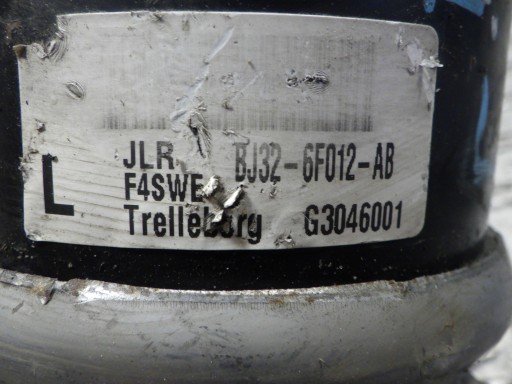 JLR BJ32-6F012-AB
L F4SWE
Trelleborg G3046001